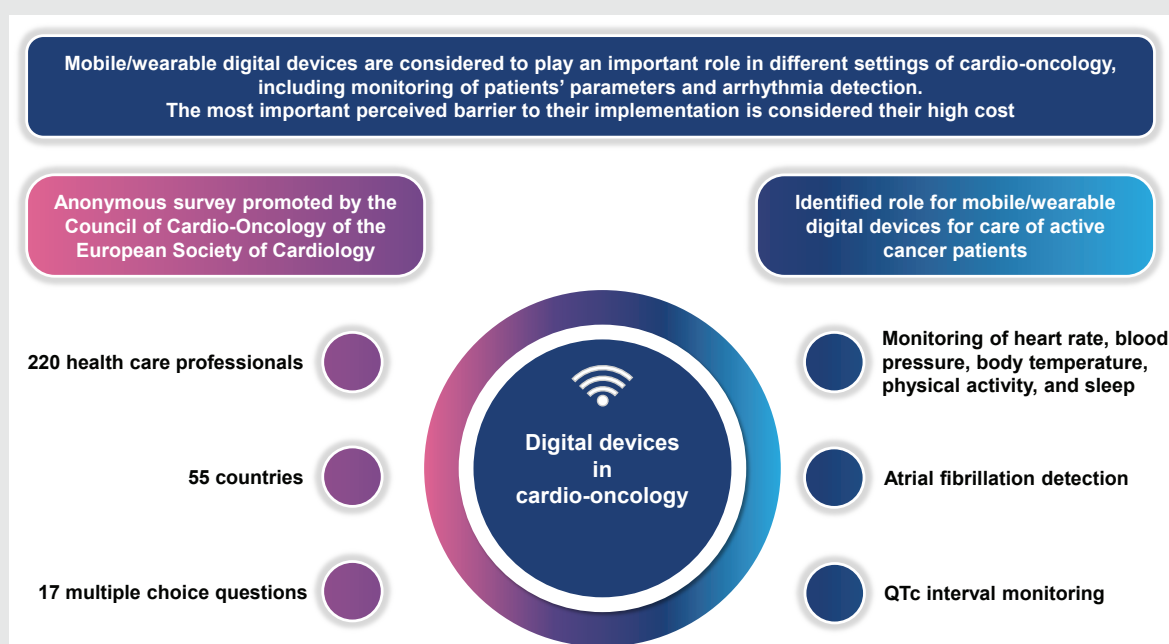 Mobile/wearable digital devices are considered to play an important role in different settings of cardio-oncology,
including monitoring of patients’ parameters and arrhythmia detection.
The most important perceived barrier to their implementation is considered their high cost
Anonymous survey promoted by the
Council of Cardio-Oncology of the
European Society of Cardiology
220 health care professionals
55 countries
17 multiple choice questions
Digital devices
in
cardio-oncology
Identified role for mobile/wearable
digital devices for care of active
cancer patients
Monitoring of heart rate, blood
pressure, body temperature,
physical activity, and sleep
Atrial fibrillation detection
QTc interval monitoring